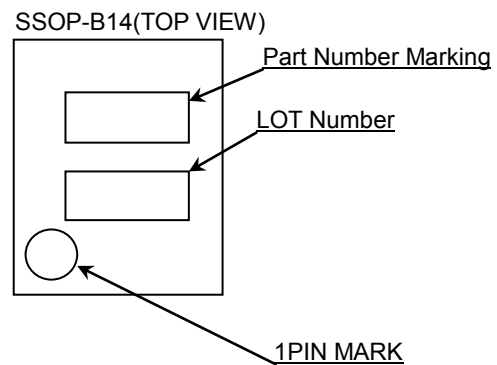 SSOP-B14(TOP VIEW)
Part Number Marking
LOT Number
1PIN MARK